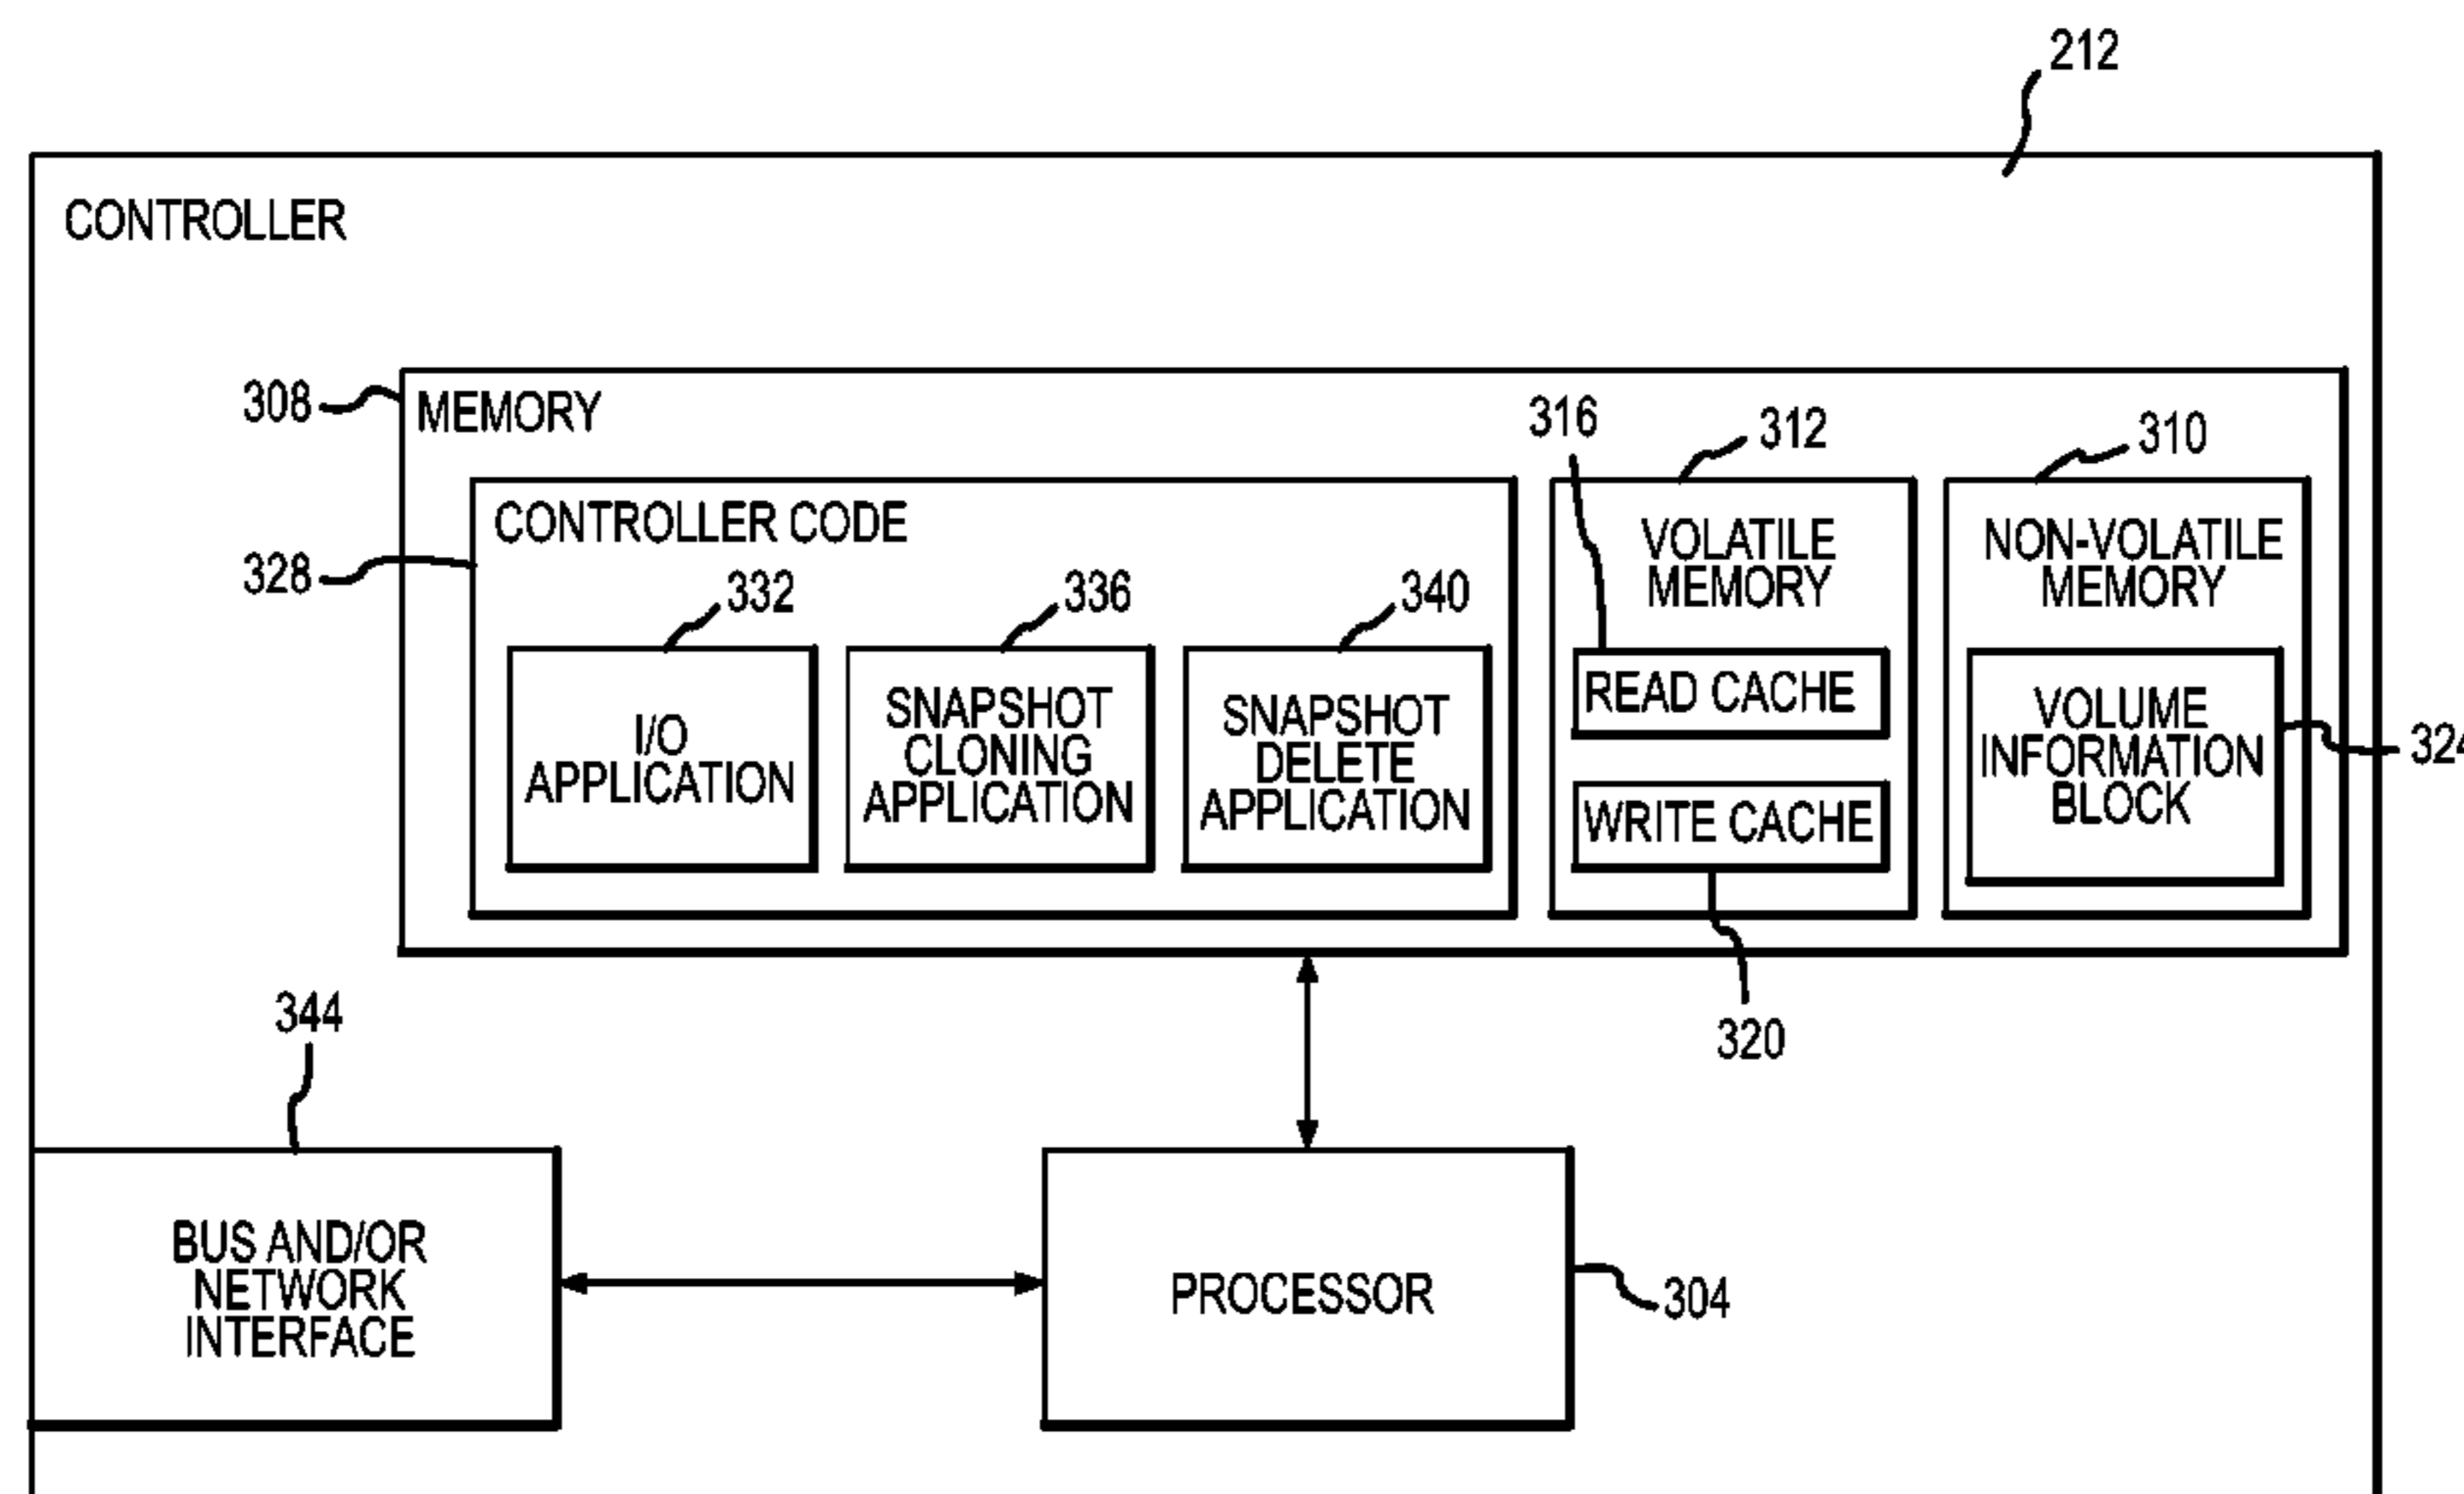 212
CONTROLLER
308
MEMORY
316
312
310
CONTROLLER CODE
328
332
336
340
VOLATILE
MEMORY
NON-VOLATILE
MEMORY
I/O
APPLICATION
SNAPSHOT
CLONING
APPLICATION
SNAPSHOT
DELETE
APPLICATION
READ CACHE
WRITE CACHE
VOLUME
INFORMATION
BLOCK
324
320
344
BUS AND/OR
NETWORK
INTERFACE
PROCESSOR
304